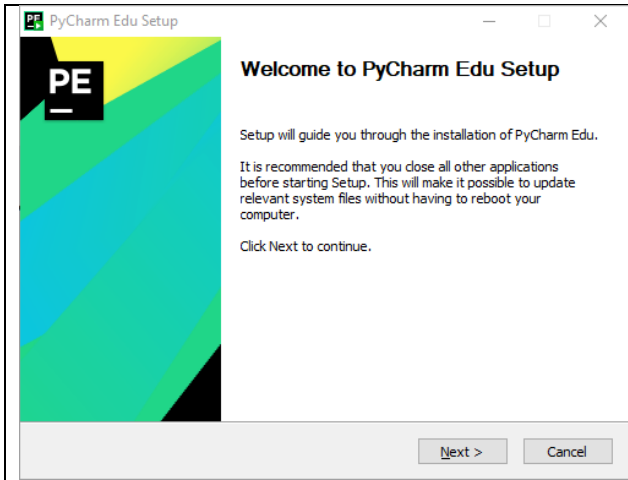 PyCharm Edu Setup
PE
Welcome to PyCharm Edu Setup
Setup will guide you through the installation of PyCharm Edu.
It is recommended that you close all other applications
before starting Setup. This will make it possible to update
relevant system files without having to reboot your
computer.
Click Next to continue.
Next >
Cancel